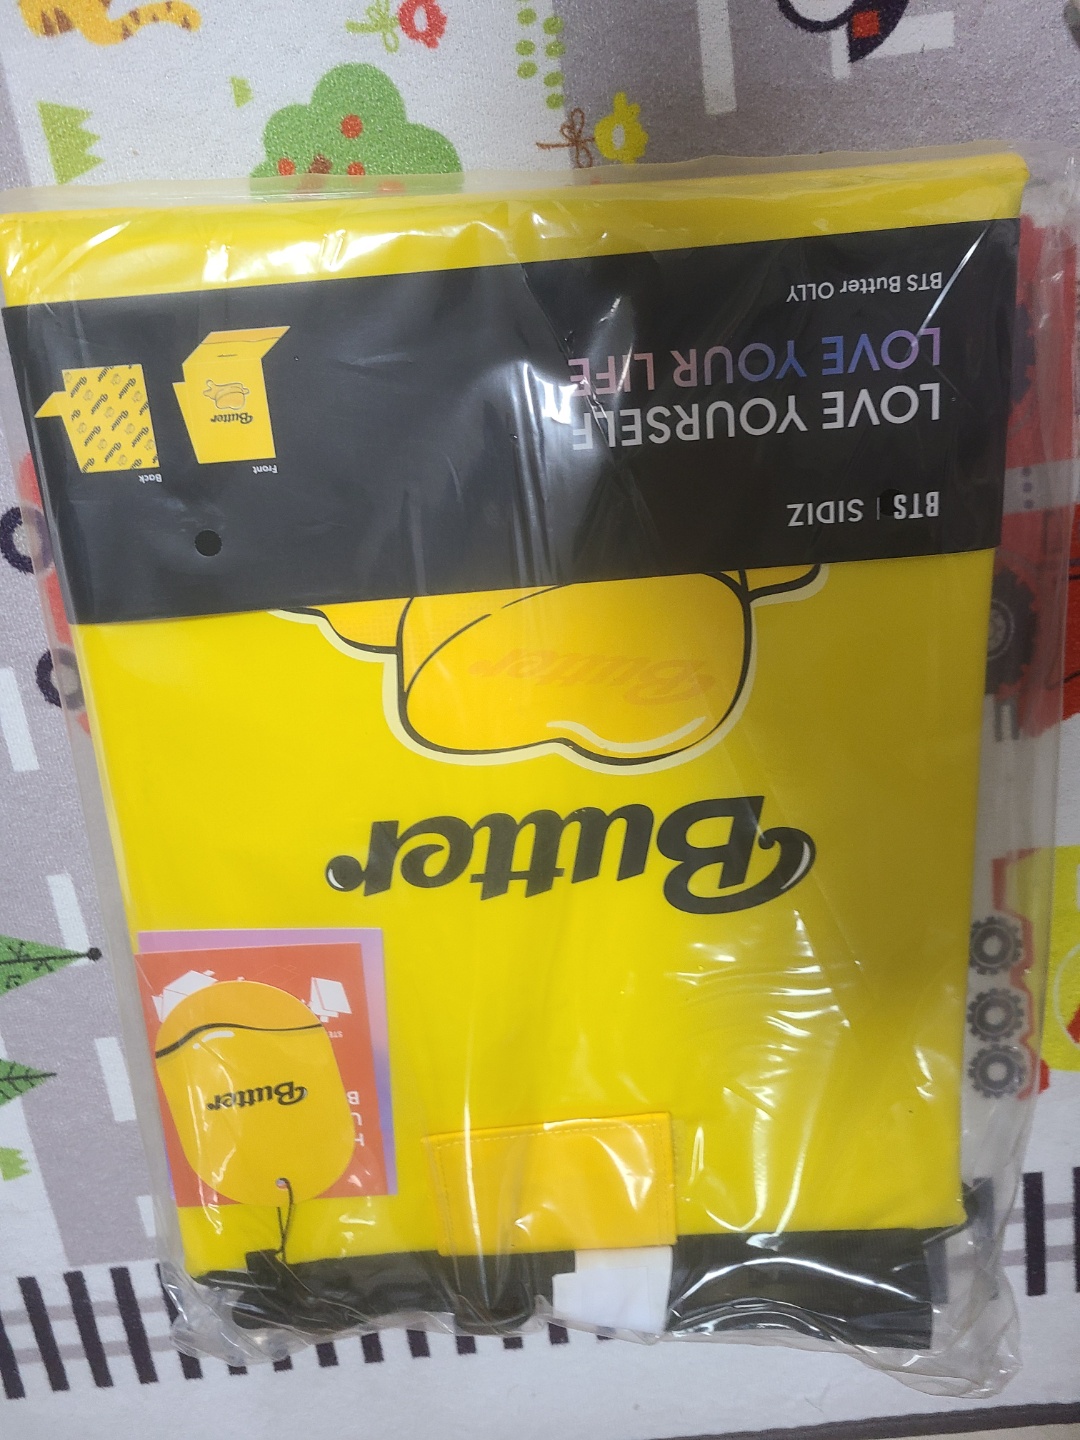 Butter
Butter
Butter
BTS | SIDIZ
LOVE YOURSELF
LOVE YOUR LIFE
BTS Butter OLLY
Back
Front
Butter